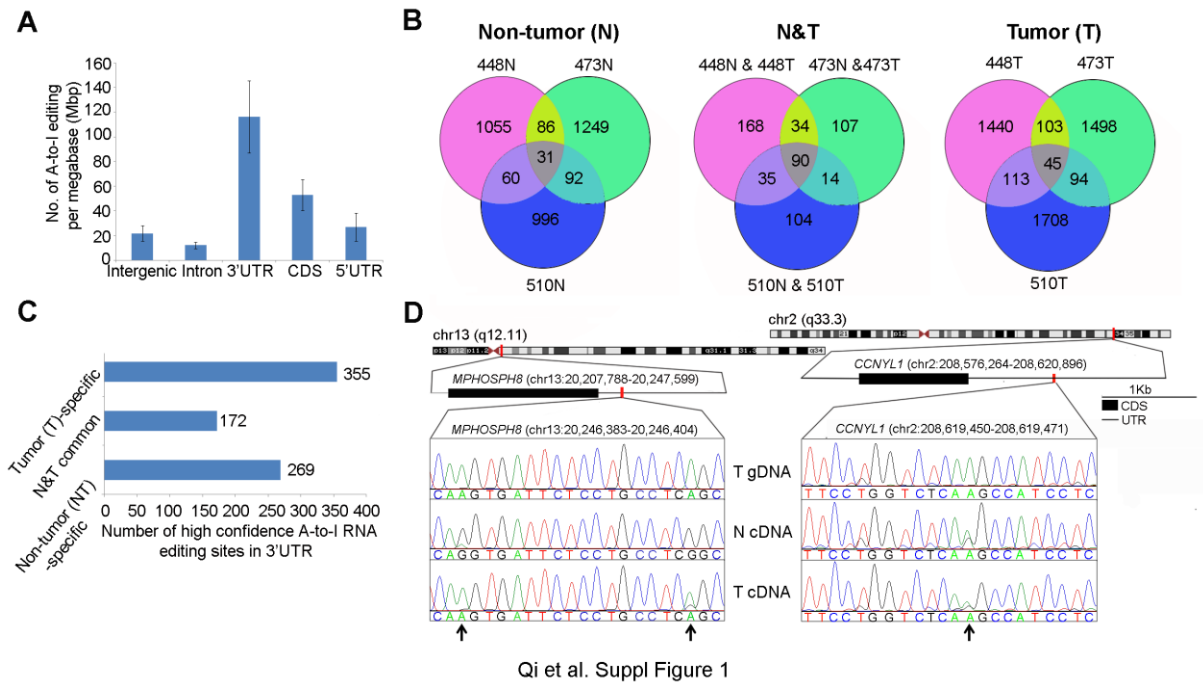 A
No. of A-to-I editing
per megabase (Mbp)
160
140
120
100
80
60
40
20
0
Intergenic Intron 3'UTR CDS 5'UTR
B
Non-tumor (N)
448N 473N
1055 86 1249
31
60 92
996
510N
N&T
448N & 448T 473N &473T
168 34 107
90
35 14
104
510N & 510T
Tumor (T)
448T 473T
1440 103 1498
45
113 94
1708
510T
C
Tumor (T)-specific
355
N&T common
172
Non-tumor (NT)
-specific
269
0 50 100 150 200 250 300 350 400
Number of high confidence A-to-I RNA
editing sites in 3'UTR
D
chr13 (q12.11)
p13 p12 p11.2 q31.1 q34
MPHOSPH8 (chr13:20,207,788-20,247,599)
MPHOSPH8 (chr13:20,246,383-20,246,404)
CAAGTGATTCTCCTGCCTCAGC
CAGGTGATTCTCCTGCCTCGGC
CAAGTGATTCTCCTGCCTCAGC
chr2 (q33.3)
CCNYL1 (chr2:208,576,264-208,620,896)
1Kb
CDS
UTR
CCNYL1 (chr2:208,619,450-208,619,471)
T gDNA
TTCCTGGTCTCAAGCCATCCTC
N cDNA
TTCCTGGTCTCAAGCCATCCTC
T cDNA
TTCCTGGTCTCAAGCCATCCTC
Qi et al. Suppl Figure 1